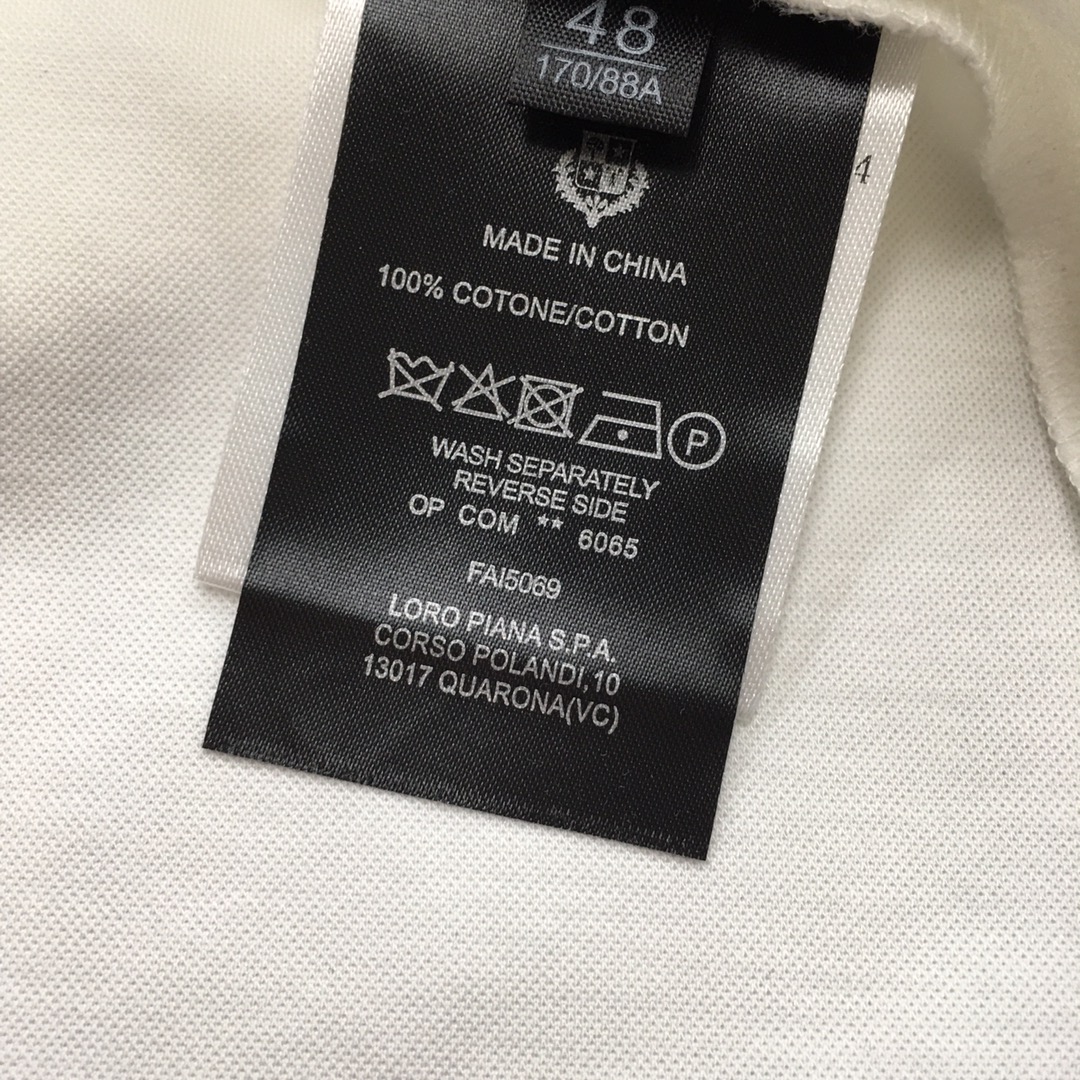 48
170/88A
4
MADE IN CHINA
100% COTONE/COTTON
P
WASH SEPARATELY
REVERSE SIDE
OP COM ** 6065
FAI5069
LORO PIANA S.P.A.
CORSO POLANDI,10
13017 QUARONA(VC)